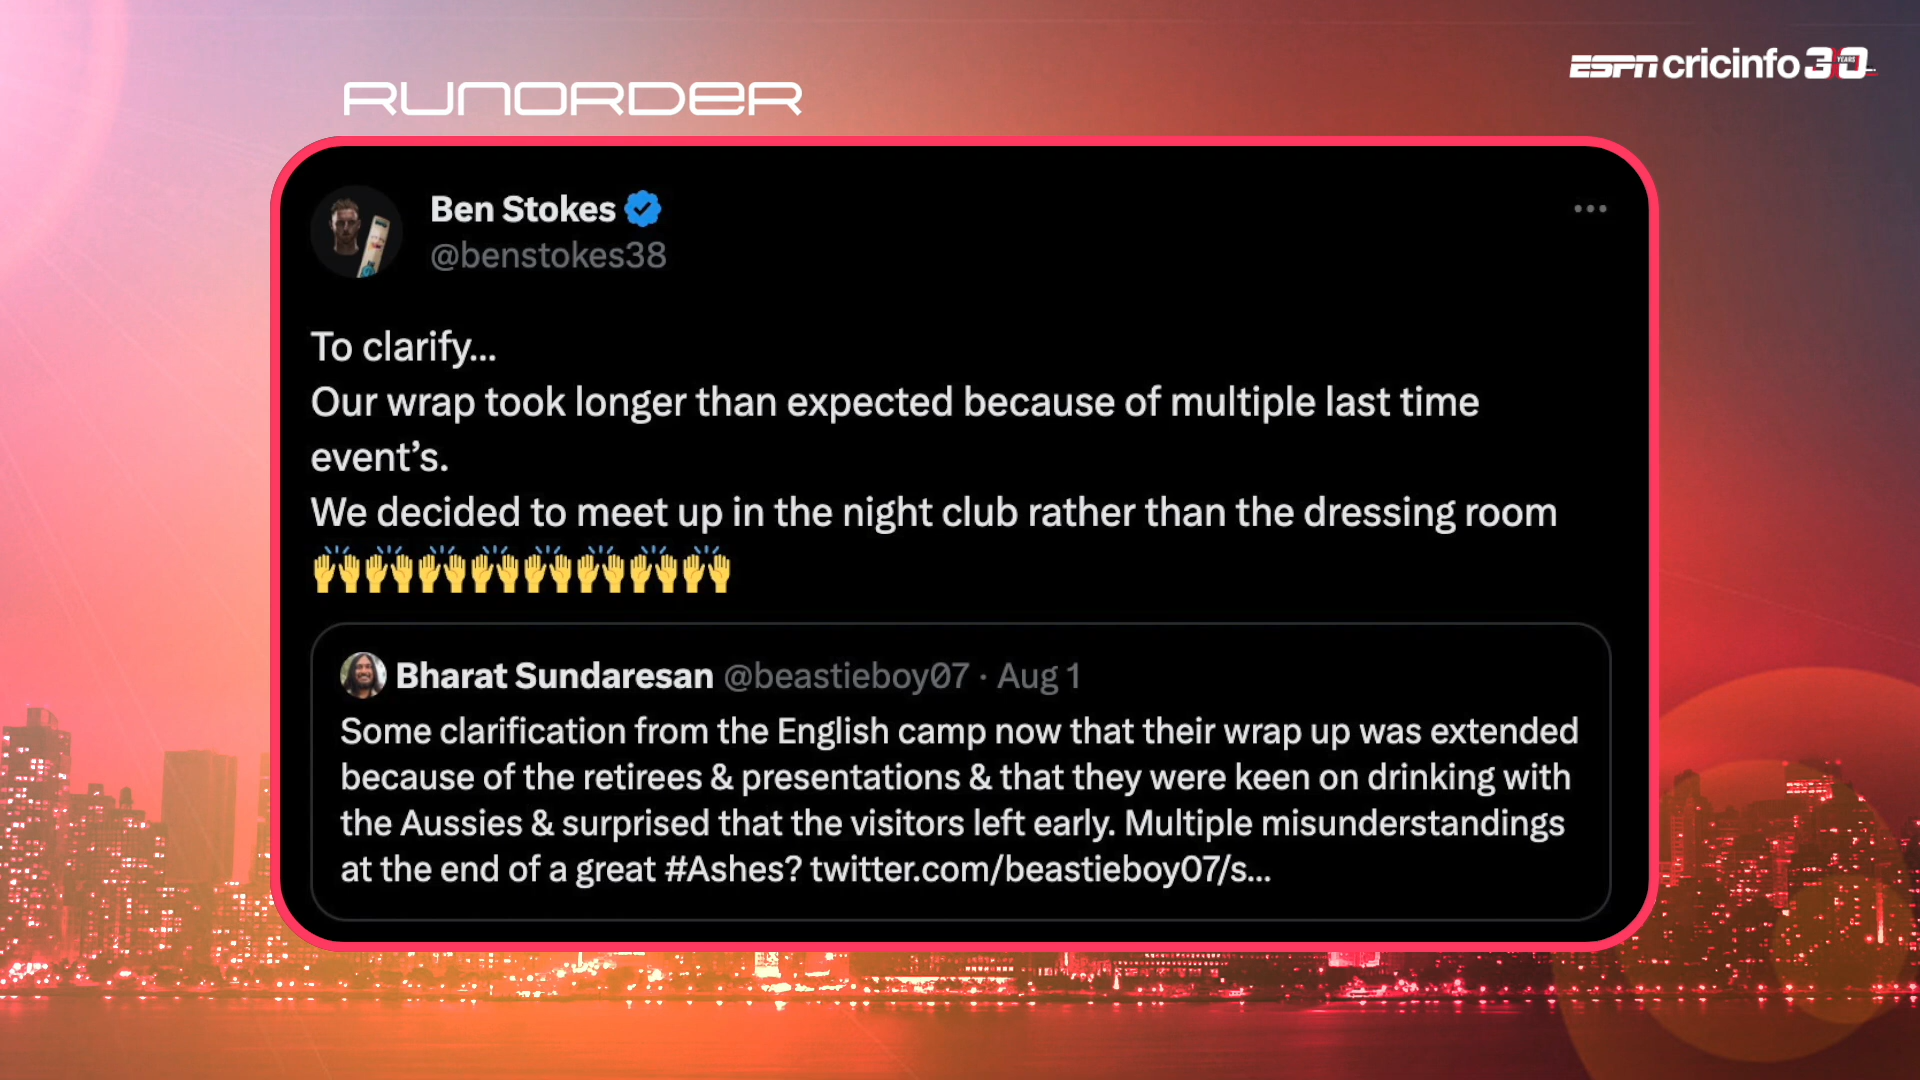 ESPN cricinfo 30 YEARS
RUNORDER
Ben Stokes
@benstokes38
To clarify...
Our wrap took longer than expected because of multiple last time
event’s.
We decided to meet up in the night club rather than the dressing room
🙌🙌🙌🙌🙌🙌🙌🙌
Bharat Sundaresan @beastieboy07 · Aug 1
Some clarification from the English camp now that their wrap up was extended
because of the retirees & presentations & that they were keen on drinking with
the Aussies & surprised that the visitors left early. Multiple misunderstandings
at the end of a great #Ashes? twitter.com/beastieboy07/s...